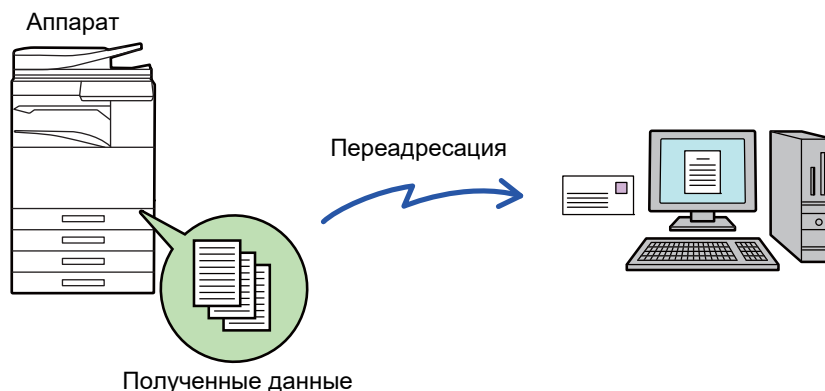 Аппарат
Переадресация
Полученные данные